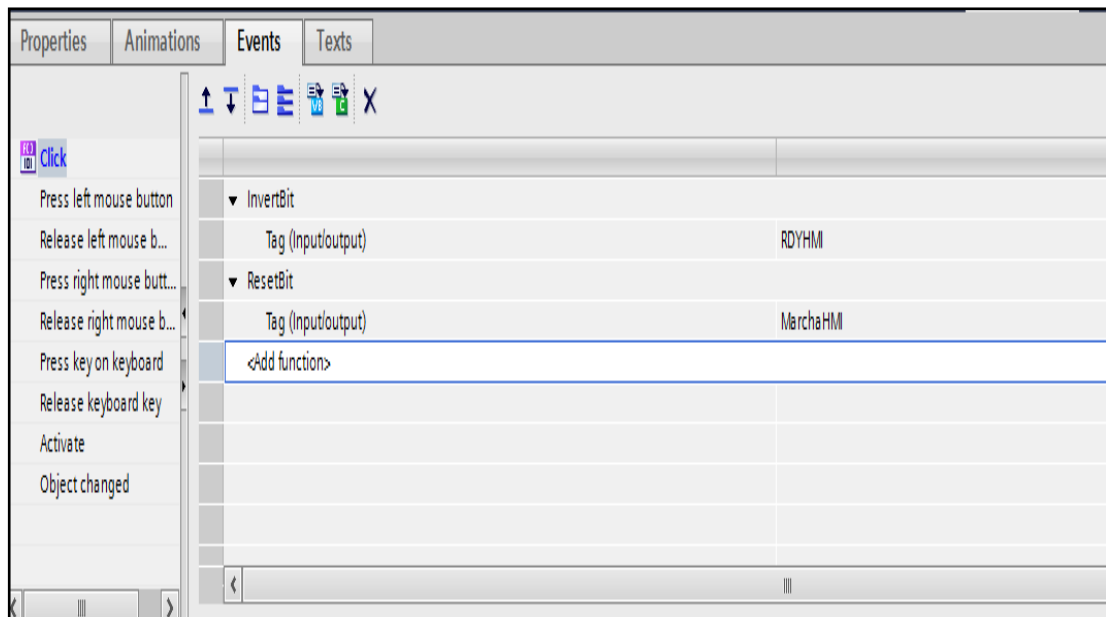 Properties Animations Events Texts
Click
Press left mouse button
Release left mouse b...
Press right mouse butt...
Release right mouse b...
Press key on keyboard
Release keyboard key
Activate
Object changed
InvertBit
Tag (Input/output) RDYHMI
ResetBit
Tag (Input/output) MarchaHMI
<Add function>